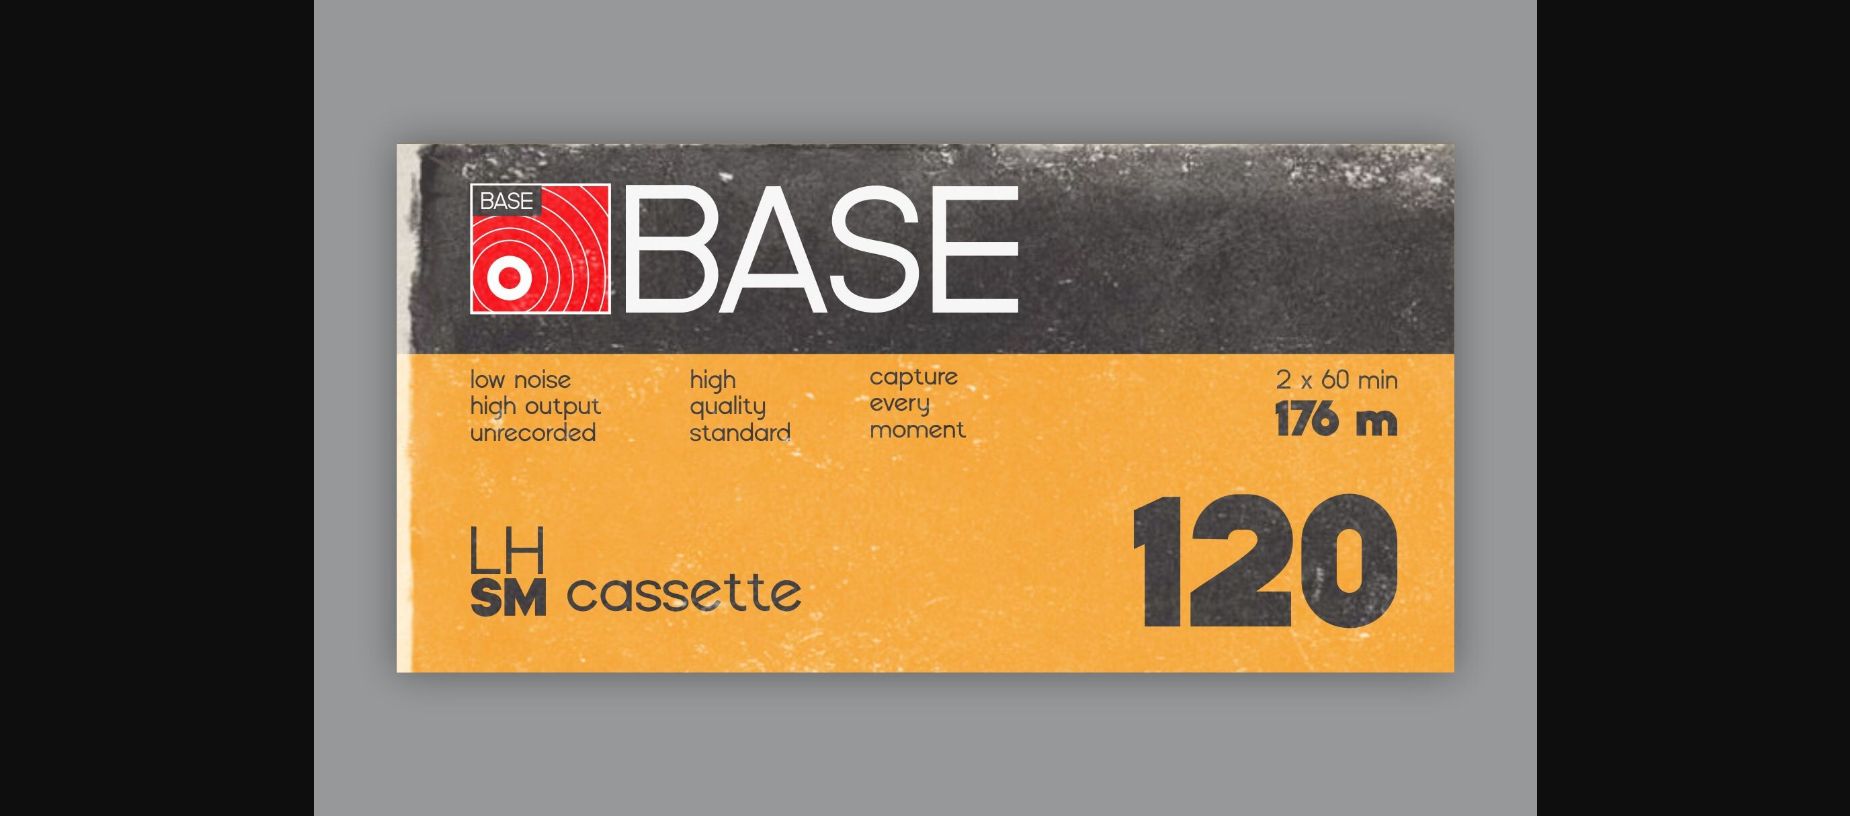 BASE
BASE
low noise
high output
unrecorded
high
quality
standard
capture
every
moment
2 x 60 min
176 m
LH
SM cassette
120